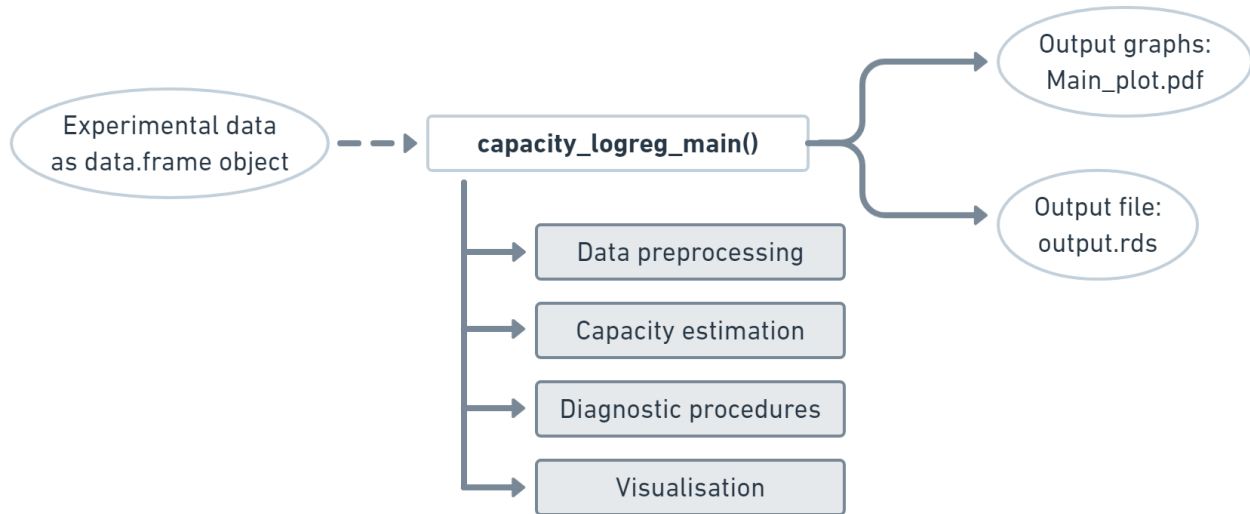 Experimental data
as data.frame object
capacity_logreg_main()
Output graphs:
Main_plot.pdf
Output file:
output.rds
Data preprocessing
Capacity estimation
Diagnostic procedures
Visualisation